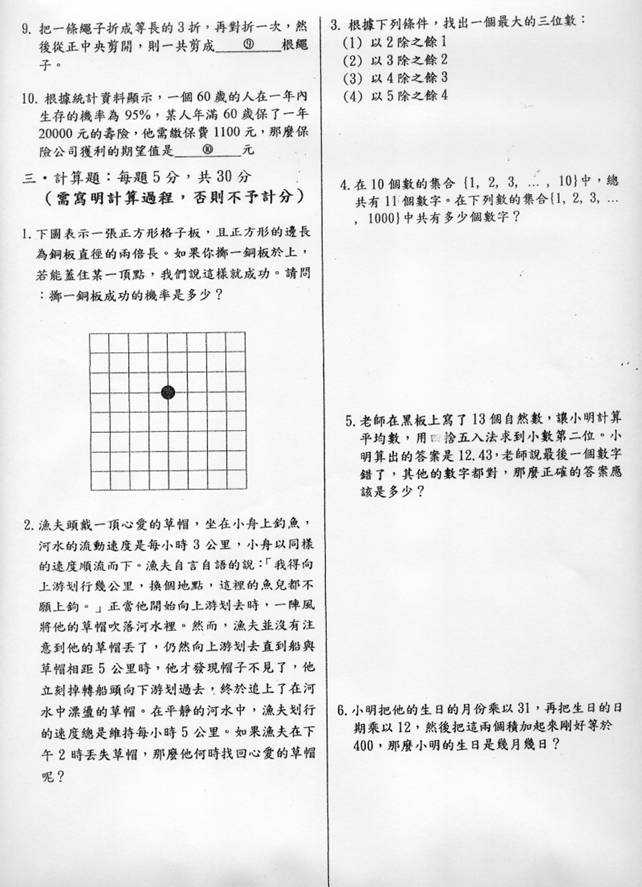 9. 把一條繩子折成等長的3折，再對折一次，然
後從正中央剪開，則一共剪成 ⑨ 根繩
子。
10. 根據統計資料顯示，一個 60 歲的人在一年內
生存的機率為 95%，某人年滿 60 歲保了一年
20000 元的壽險，他需繳保費 1100 元，那麼保
險公司獲利的期望值是 ⑩ 元
三‧計算題：每題5分，共30分
（需寫明計算過程，否則不予計分）
1. 下圖表示一張正方形格子板，且正方形的邊長
為銅板直徑的兩倍長。如果你擲一銅板於上，
若能蓋住某一頂點，我們說這樣就成功。請問
：擲一銅板成功的機率是多少？
2. 漁夫頭戴一頂心愛的草帽，坐在小舟上釣魚，
河水的流動速度是每小時 3 公里，小舟以同樣
的速度順流而下。漁夫自言自語的說：「我得向
上游划行幾公里，換個地點，這裡的魚兒都不
願上鉤。」正當他開始向上游划去時，一陣風
將他的草帽吹落河水裡。然而，漁夫並沒有注
意到他的草帽丟了，仍然向上游划去直到船與
草帽相距 5 公里時，他才發現帽子不見了，他
立刻掉轉船頭向下游划過去，終於追上了在河
水中漂盪的草帽。在平靜的河水中，漁夫划行
的速度總是維持每小時 5 公里。如果漁夫在下
午 2 時丟失草帽，那麼他何時找回心愛的草帽
呢？
3. 根據下列條件，找出一個最大的三位數：
(1) 以2除之餘1
(2) 以3除之餘2
(3) 以4除之餘3
(4) 以5除之餘4
4. 在 10 個數的集合 {1, 2, 3, … , 10}中，總
共有11個數字。在下列數的集合{1, 2, 3, …
, 1000}中共有多少個數字？
5. 老師在黑板上寫了 13 個自然數，讓小明計算
平均數，用四捨五入法求到小數第二位。小
明算出的答案是 12.43，老師說最後一個數字
錯了，其他的數字都對，那麼正確的答案應
該是多少？
6. 小明把他的生日的月份乘以31，再把生日的日
期乘以12，然後把這兩個積加起來剛好等於
400，那麼小明的生日是幾月幾日？